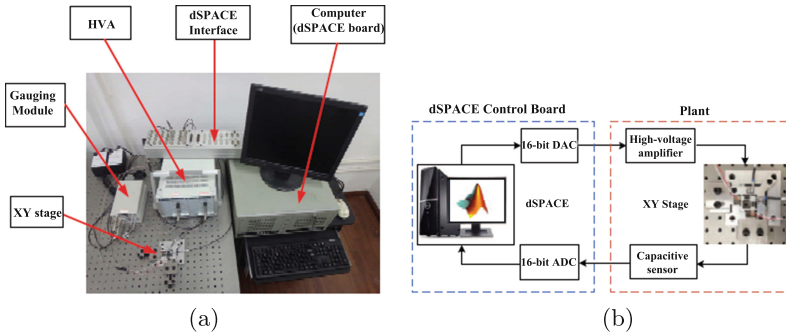 HVA
dSPACE
Interface
Computer
(dSPACE board)
Gauging
Module
XY stage
(a)
dSPACE Control Board
Plant
16-bit DAC
High-voltage
amplifier
dSPACE
XY Stage
16-bit ADC
Capacitive
sensor
(b)